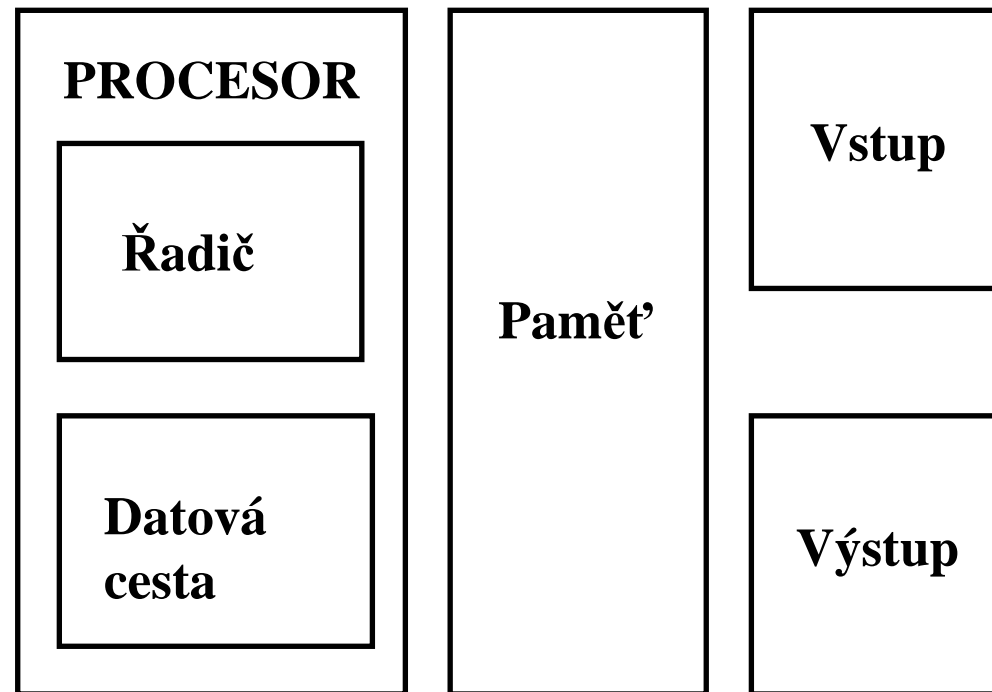 PROCESOR
Řadič
Datová
cesta
Paměť
Vstup
Výstup